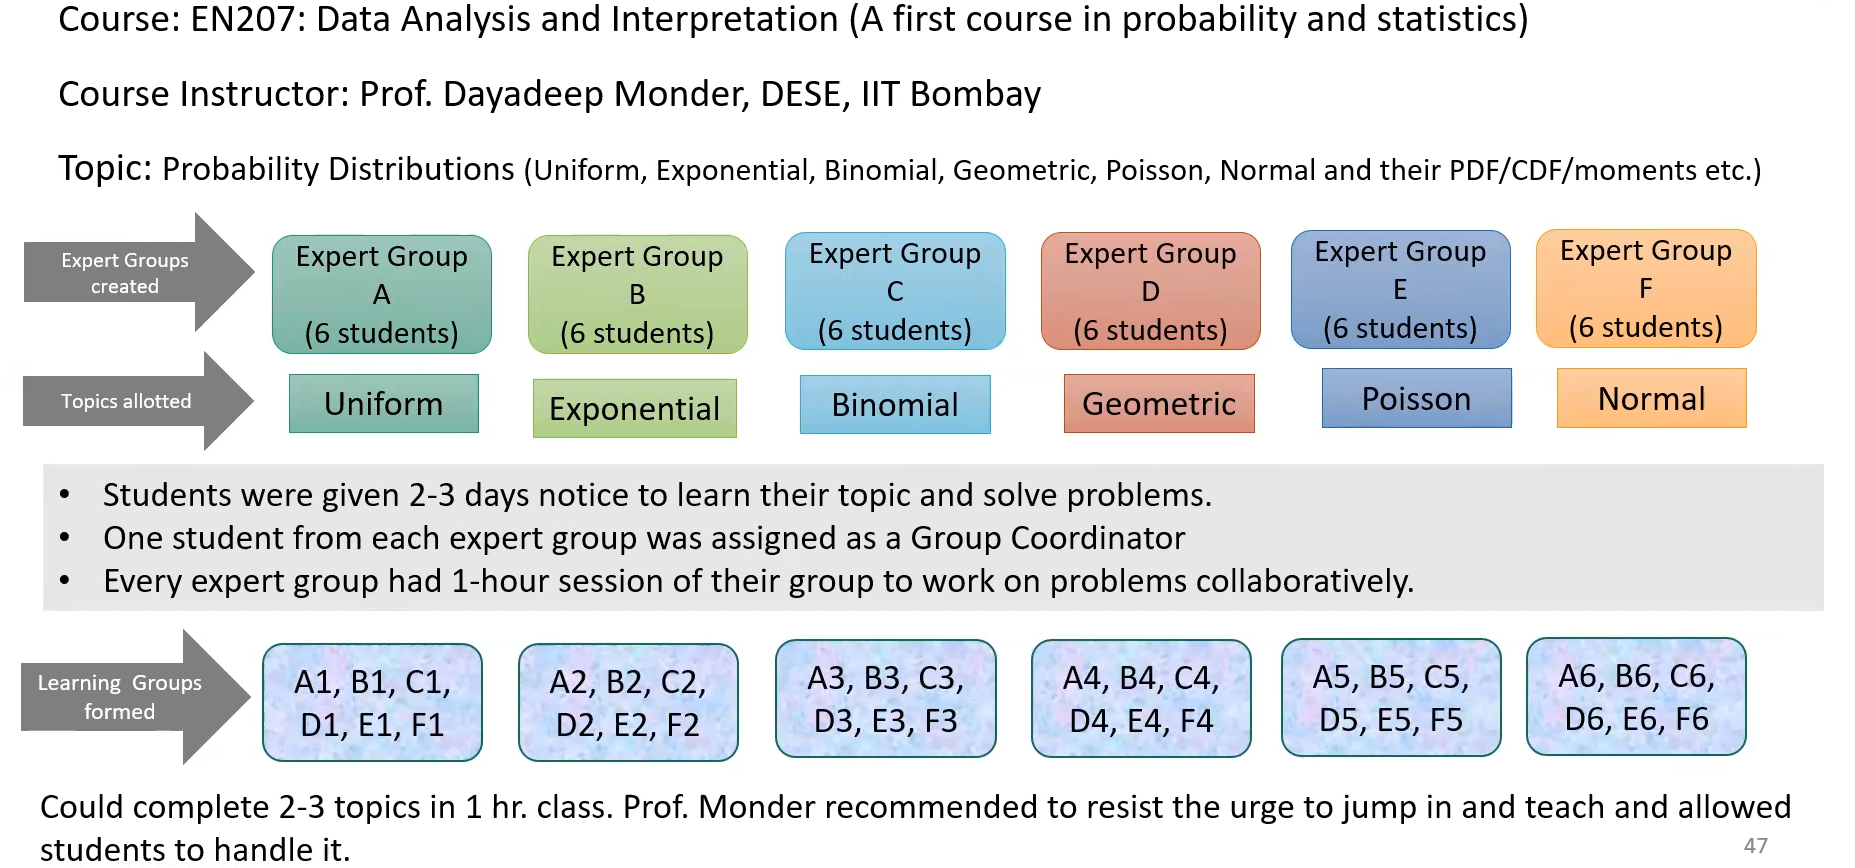 Course: EN207: Data Analysis and Interpretation (A first course in probability and statistics)
Course Instructor: Prof. Dayadeep Monder, DESE, IIT Bombay
Topic: Probability Distributions (Uniform, Exponential, Binomial, Geometric, Poisson, Normal and their PDF/CDF/moments etc.)
Expert Groups
created
Expert Group
A
(6 students)
Expert Group
B
(6 students)
Expert Group
C
(6 students)
Expert Group
D
(6 students)
Expert Group
E
(6 students)
Expert Group
F
(6 students)
Topics allotted
Uniform
Exponential
Binomial
Geometric
Poisson
Normal
• Students were given 2-3 days notice to learn their topic and solve problems.
• One student from each expert group was assigned as a Group Coordinator
• Every expert group had 1-hour session of their group to work on problems collaboratively.
Learning Groups
formed
A1, B1, C1,
D1, E1, F1
A2, B2, C2,
D2, E2, F2
A3, B3, C3,
D3, E3, F3
A4, B4, C4,
D4, E4, F4
A5, B5, C5,
D5, E5, F5
A6, B6, C6,
D6, E6, F6
Could complete 2-3 topics in 1 hr. class. Prof. Monder recommended to resist the urge to jump in and teach and allowed
students to handle it.
47